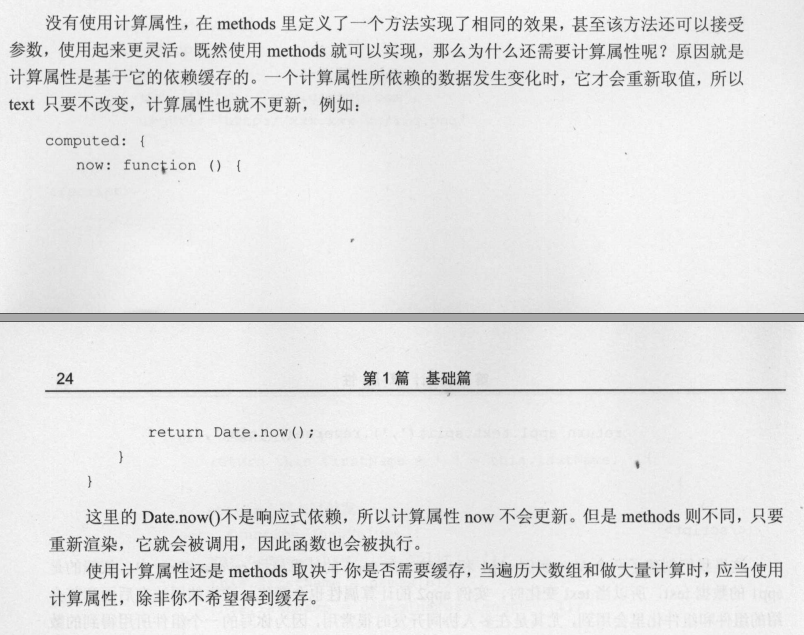 没有使用计算属性，在 methods 里定义了一个方法实现了相同的效果，甚至该方法还可以接受
参数，使用起来更灵活。既然使用 methods 就可以实现，那么为什么还需要计算属性呢？原因就是
计算属性是基于它的依赖缓存的。一个计算属性所依赖的数据发生变化时，它才会重新取值，所以
text 只要不改变，计算属性也就不更新，例如：
computed: {
now: function () {
24 第 1 篇 基础篇
return Date.now();
}
}
这里的 Date.now()不是响应式依赖，所以计算属性 now 不会更新。但是 methods 则不同，只要
重新渲染，它就会被调用，因此函数也会被执行。
使用计算属性还是 methods 取决于你是否需要缓存，当遍历大数组和做大量计算时，应当使用
计算属性，除非你不希望得到缓存。